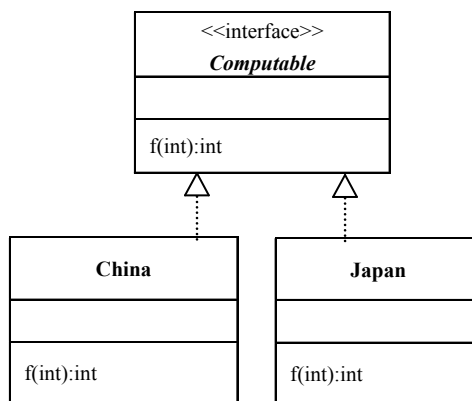 <<interface>>
Computable
f(int):int
China
f(int):int
Japan
f(int):int